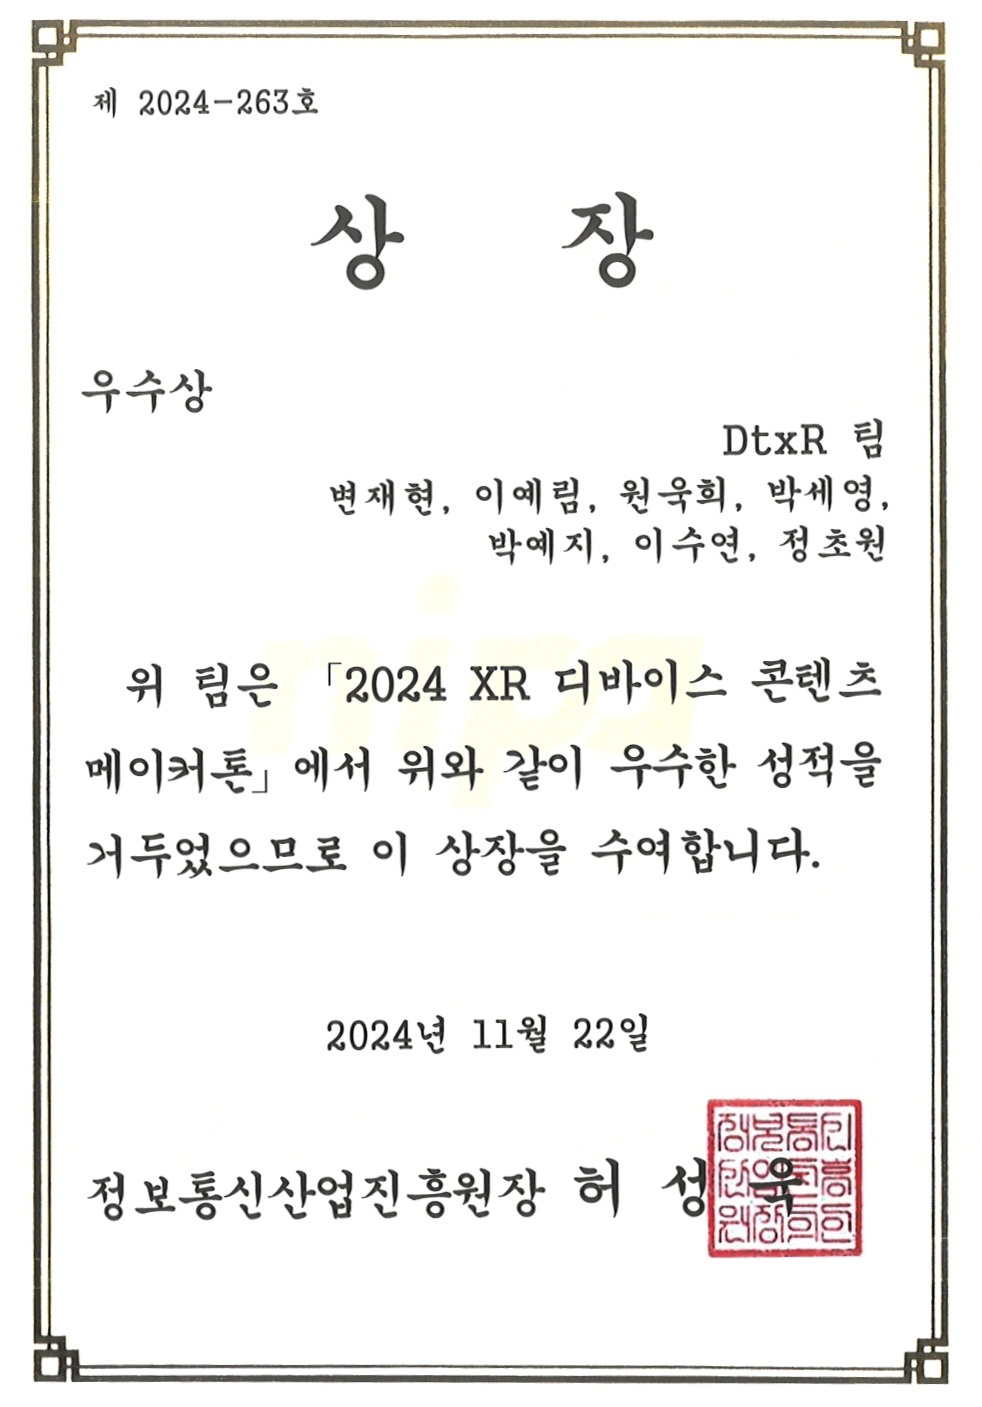 제 2024-263호
상 장
우수상
DtxR 팀
변재현, 이예림, 원욱희, 박세영,
박예지, 이수연, 정초원
nipa
위 팀은 「2024 XR 디바이스 콘텐츠
메이커톤」에서 위와 같이 우수한 성적을
거두었으므로 이 상장을 수여합니다.
2024년 11월 22일
정보통신산업진흥원장 허 성 욱